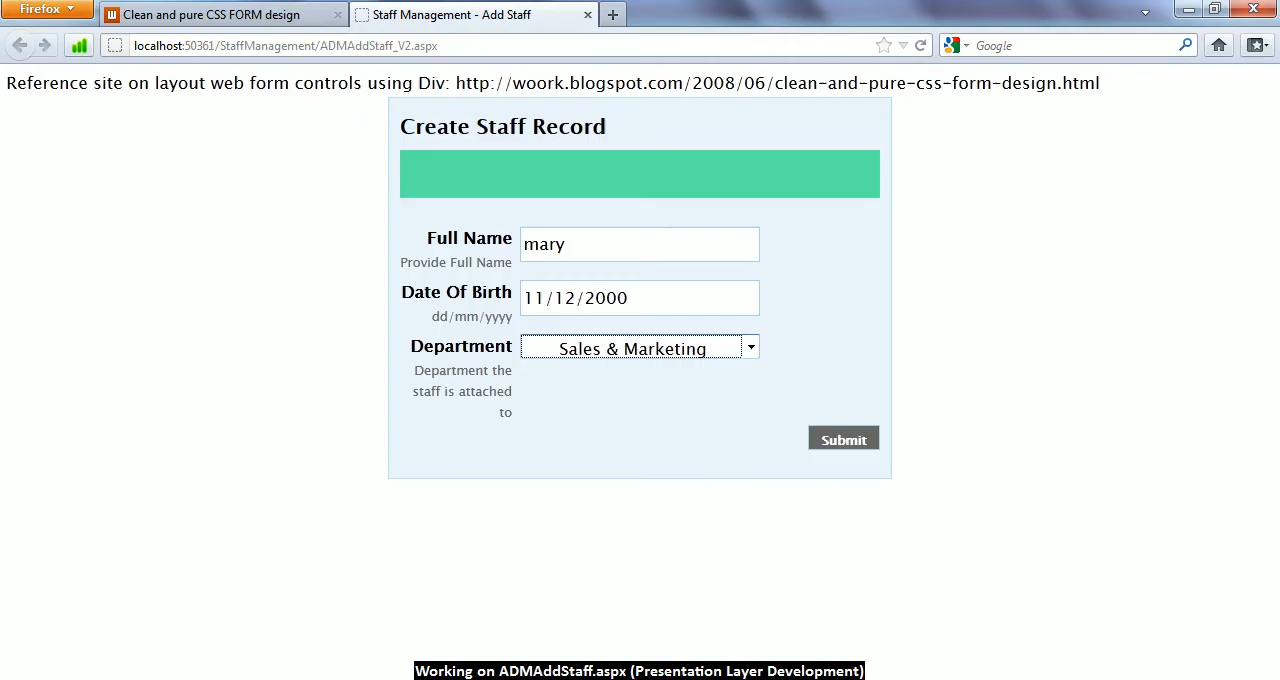 Firefox
Clean and pure CSS FORM design
Staff Management - Add Staff
localhost:50361/StaffManagement/ADMAddStaff_V2.aspx
Google
Reference site on layout web form controls using Div: http://woork.blogspot.com/2008/06/clean-and-pure-css-form-design.html
Create Staff Record
Full Name
mary
Provide Full Name
Date Of Birth
11/12/2000
dd/mm/yyyy
Department
Sales & Marketing
Department the
staff is attached
to
Submit
Working on ADMAddStaff.aspx (Presentation Layer Development)